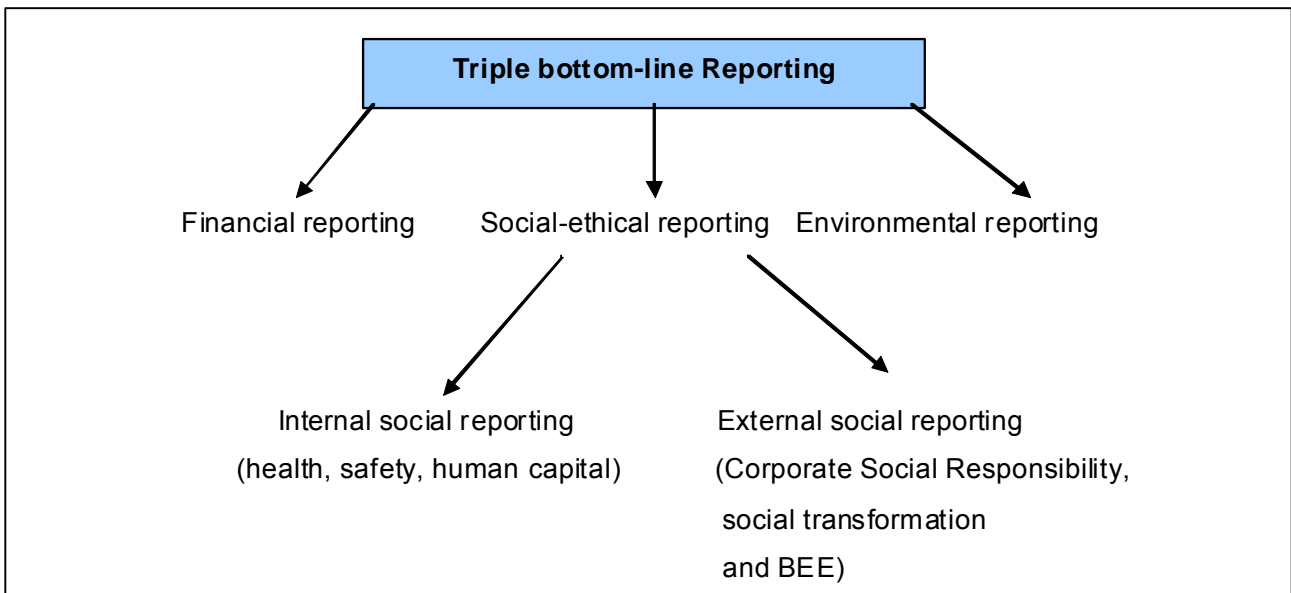 Triple bottom-line Reporting
Financial reporting
Social-ethical reporting
Environmental reporting
Internal social reporting
(health, safety, human capital)
External social reporting
(Corporate Social Responsibility,
social transformation
and BEE)